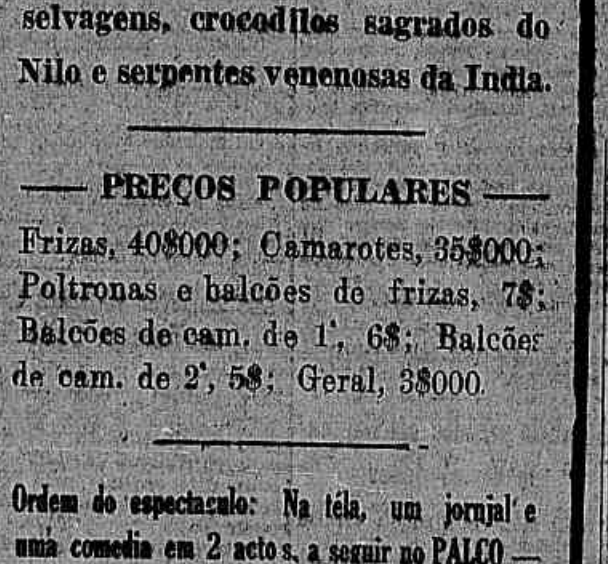 selvagens, crocodilos sagrados do
Nilo e serpentes venenosas da India.
PREÇOS POPULARES
Frizas, 40$000; Camarotes, 35$000;
Poltronas e balcões de frizas, 7$;
Balcões de cam. de 1ª, 6$; Balcões
de cam. de 2ª, 5$; Geral, 3$000.
Ordem do espectaculo: Na téla, um jornjal e
uma comedia em 2 actos, a seguir no PALCO —